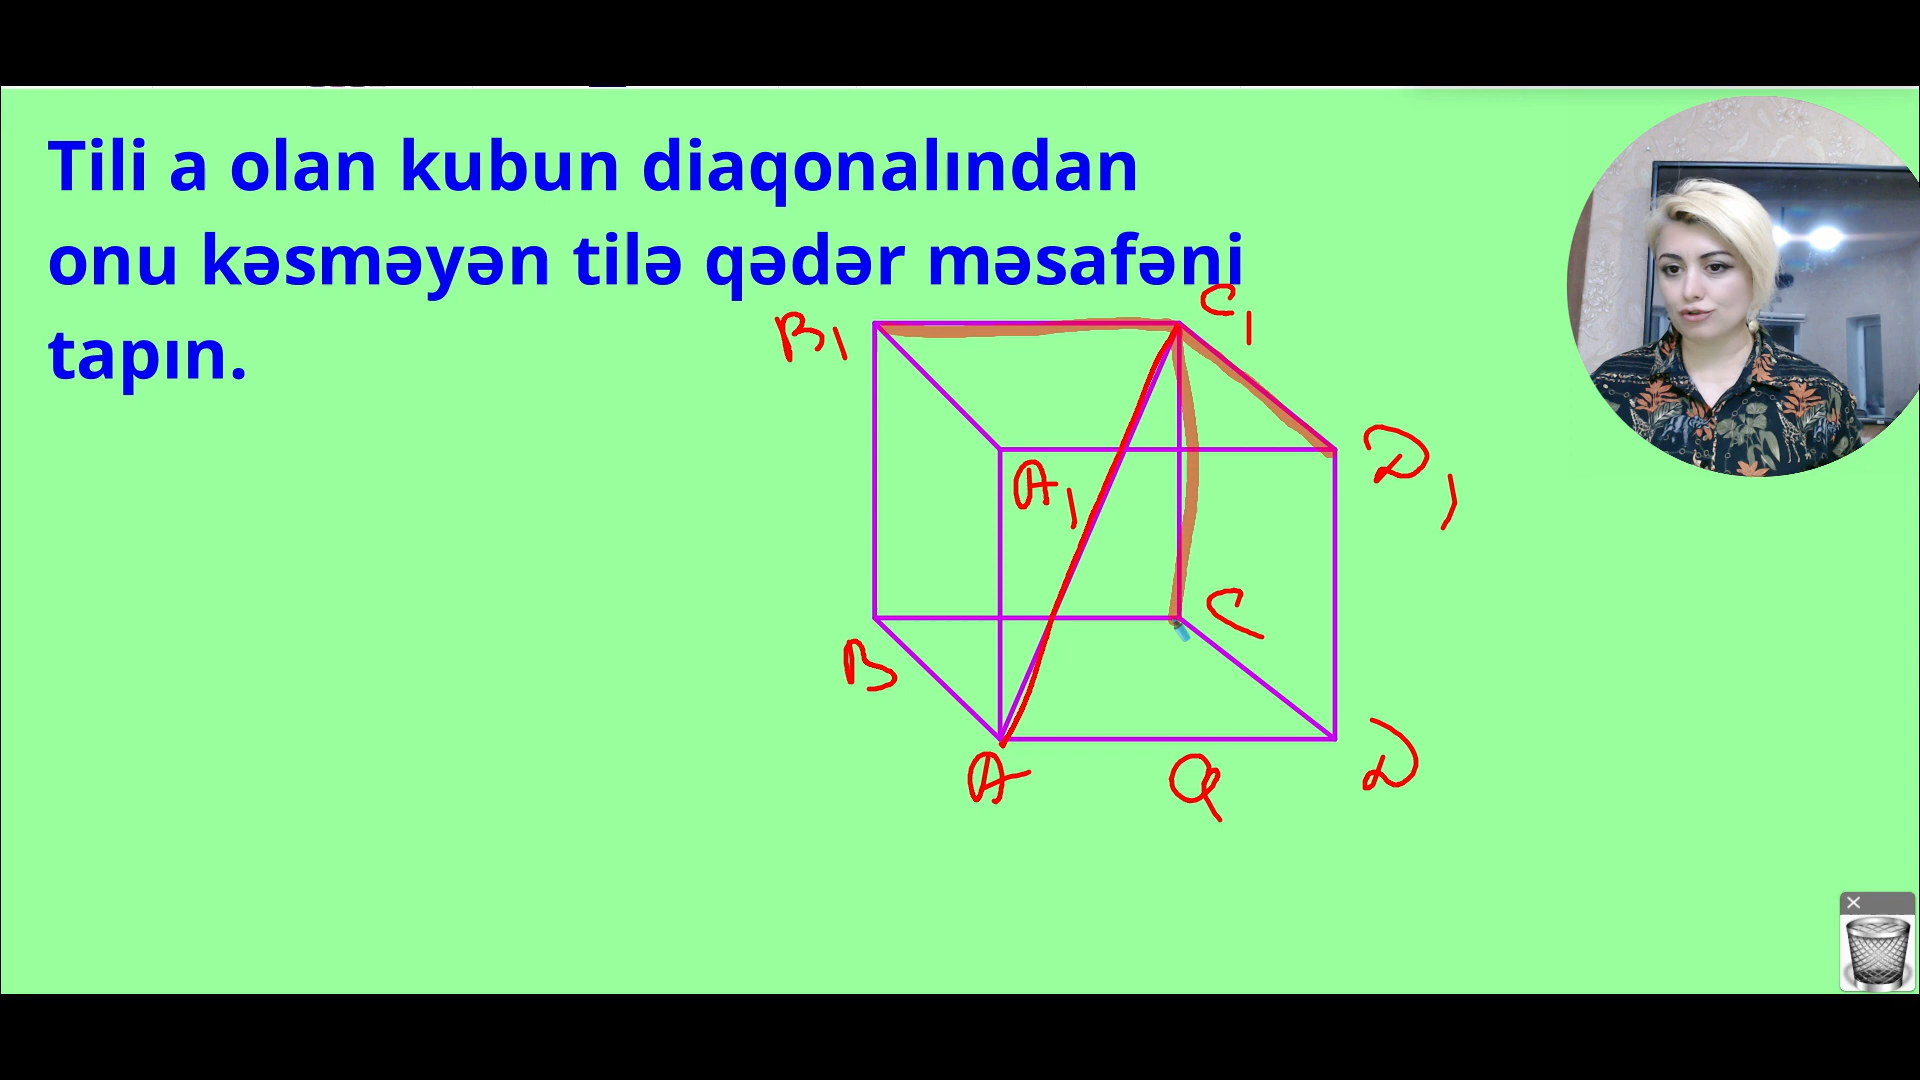 Tili a olan kubun diaqonalından
onu kəsməyən tilə qədər məsafəni
tapın.
B1
C1
A1
D1
C
B
A
a
D